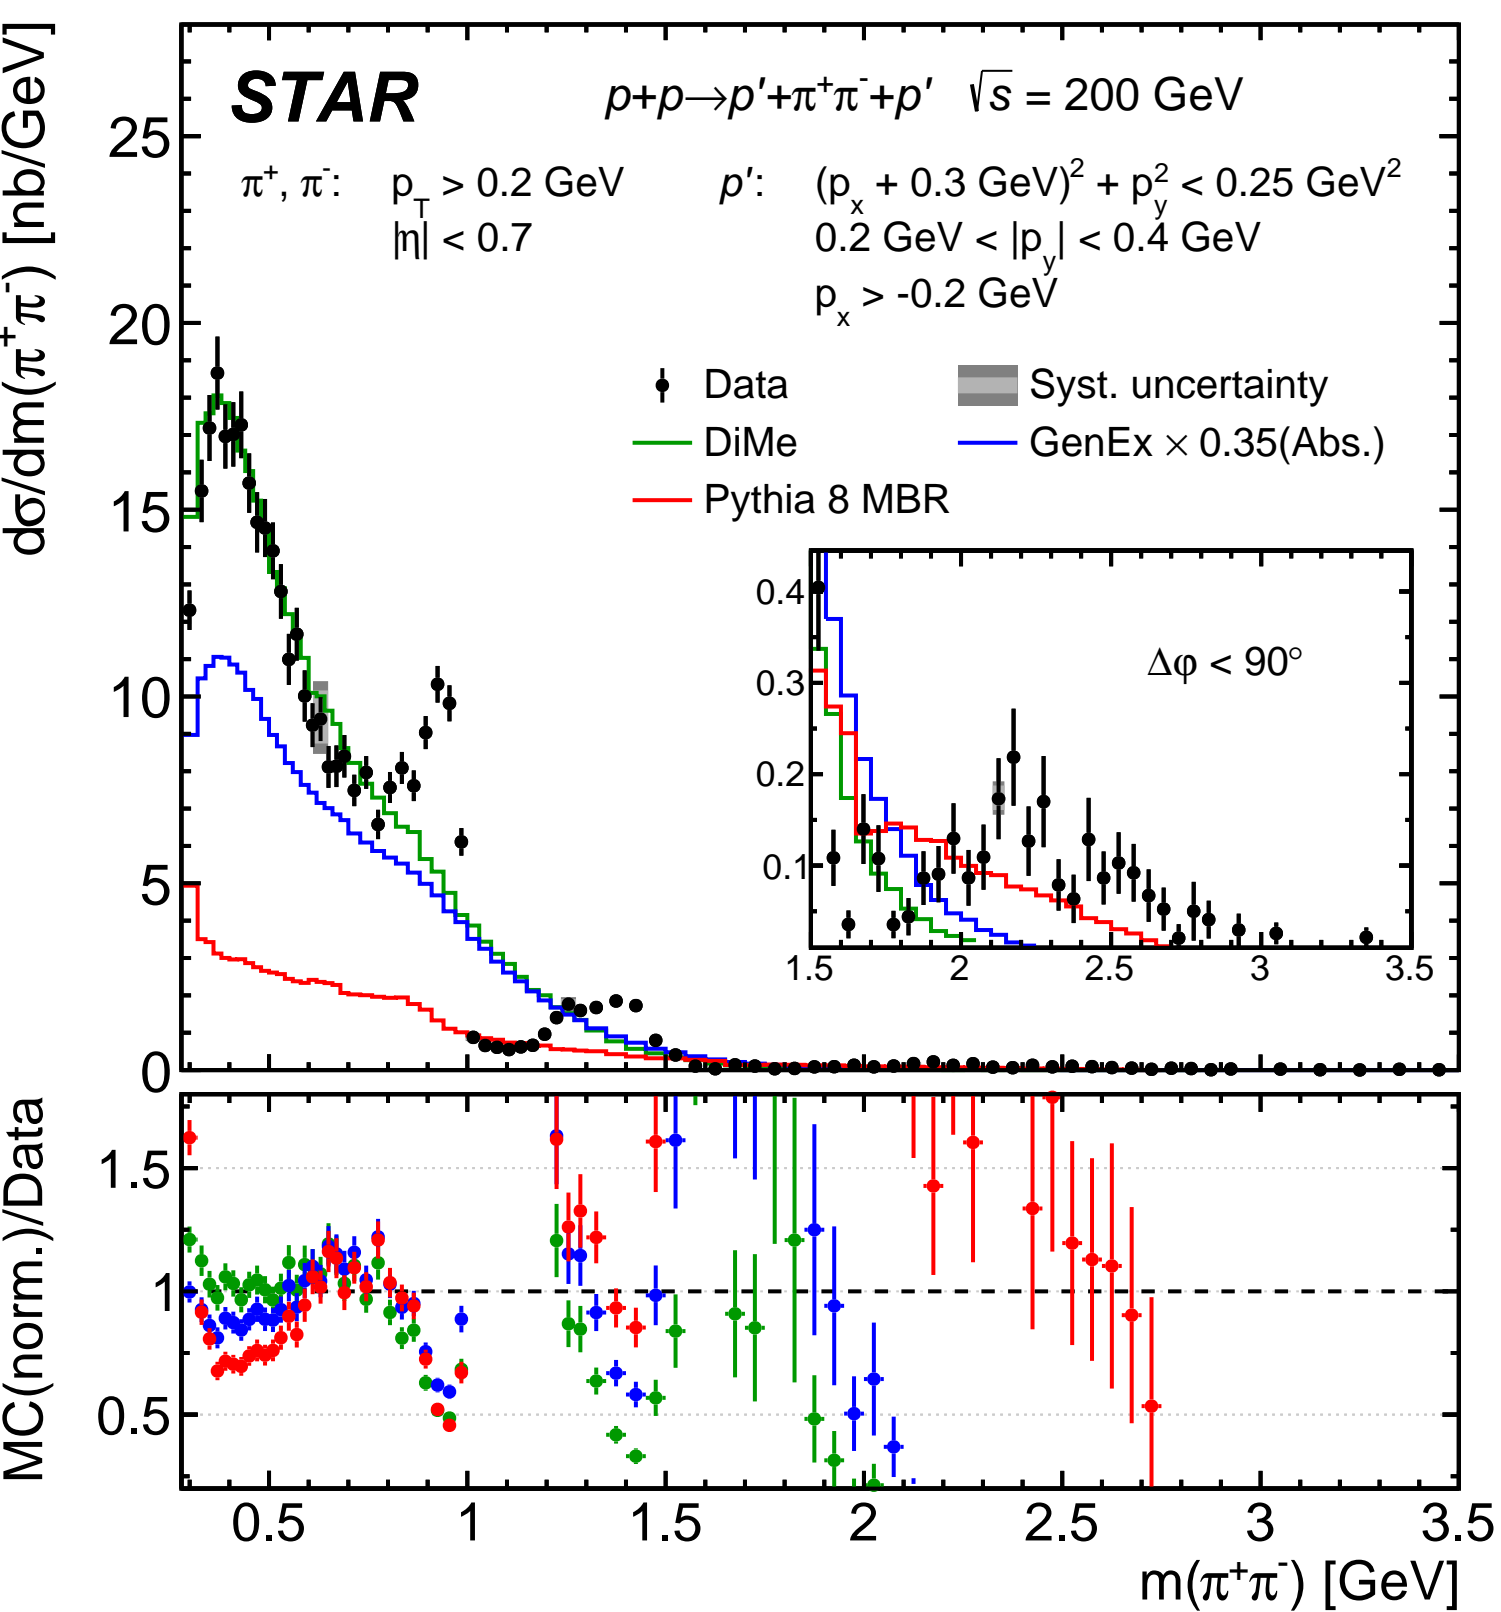 STAR p+p→p′+π⁺π⁻+p′ √s = 200 GeV
π⁺, π⁻: p_T > 0.2 GeV p′: (p_x + 0.3 GeV)² + p_y² < 0.25 GeV²
|η| < 0.7 0.2 GeV < |p_y| < 0.4 GeV
p_x > -0.2 GeV
Data Syst. uncertainty
DiMe GenEx × 0.35(Abs.)
Pythia 8 MBR
dσ/dm(π⁺π⁻) [nb/GeV]
25
20
15
10
5
0
Δφ < 90°
0.4
0.3
0.2
0.1
1.5 2 2.5 3 3.5
MC(norm.)/Data
1.5
1
0.5
0.5 1 1.5 2 2.5 3 3.5
m(π⁺π⁻) [GeV]